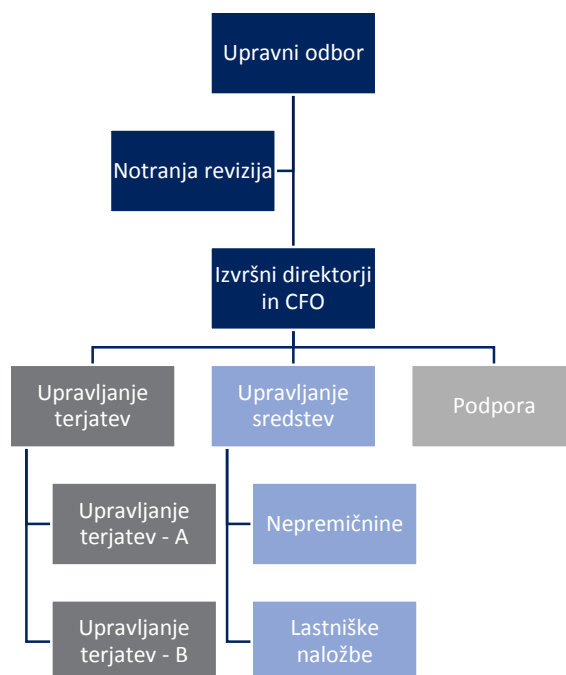 Upravni odbor
Notranja revizija
Izvršni direktorji
in CFO
Upravljanje
terjatev
Upravljanje
sredstev
Podpora
Upravljanje
terjatev - A
Nepremičnine
Upravljanje
terjatev - B
Lastniške
naložbe